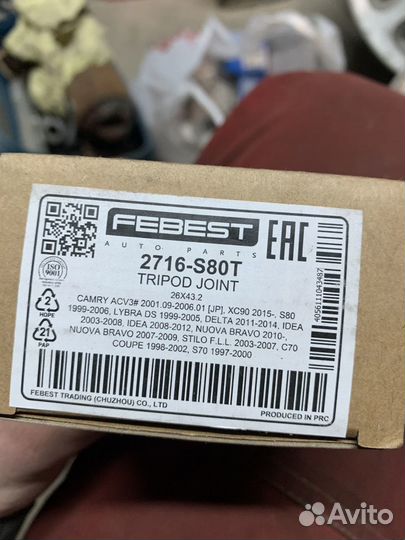 FEBEST
AUTO PARTS
EAC
2716-S80T
TRIPOD JOINT
26X43.2
CAMRY ACV3# 2001.09-2006.01 [JP], XC90 2015-. S80
1999-2006, LYBRA DS 1999-2005, DELTA 2011-2014, IDEA
2003-2008, IDEA 2008-2012, NUOVA BRAVO 2010-,
NUOVA BRAVO 2007-2009, STILO F.L.L. 2003-2007, C70
COUPE 1998-2002, S70 1997-2000
ISO
2
HDPE
21
PAP
4056111043487
FEBEST TRADING (CHUZHOU) CO., LTD
PRODUCED IN PRC
Avito